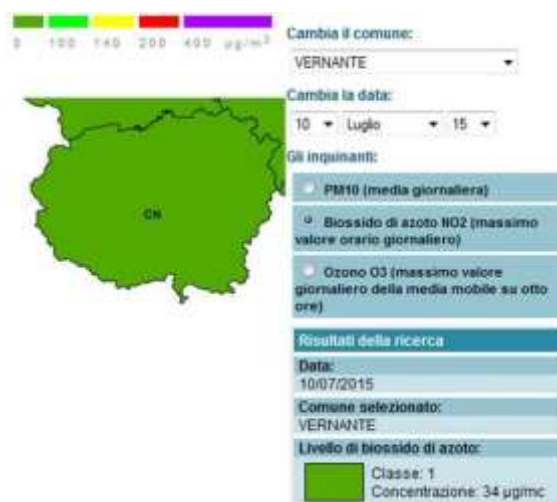 0 100 140 200 400 µg/m3
CN
Cambia il comune:
VERNANTE
Cambia la data:
10 Luglio 15
Gli inquinanti:
PM10 (media giornaliera)
Biossido di azoto NO2 (massimo
valore orario giornaliero)
Ozono O3 (massimo valore
giornaliero della media mobile su otto
ore)
Risultati della ricerca
Data:
10/07/2015
Comune selezionato:
VERNANTE
Livello di biossido di azoto:
Classe: 1
Concentrazione: 34 µg/mc